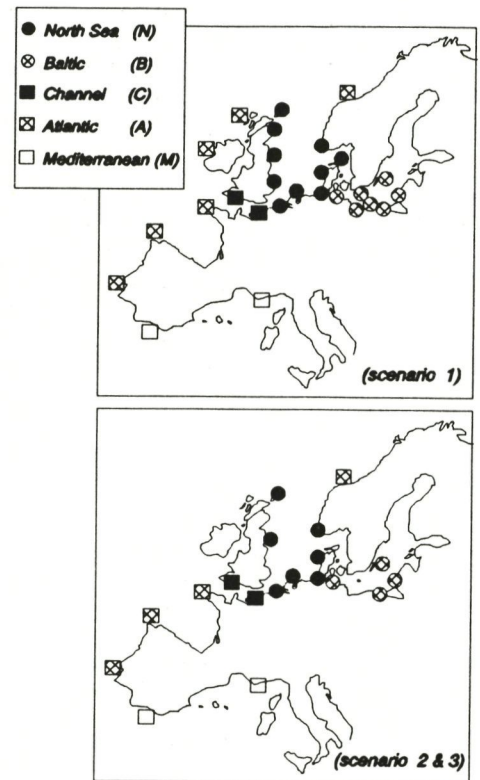 North Sea (N)
Baltic (B)
Channel (C)
Atlantic (A)
Mediterranean (M)
(scenario 1)
(scenario 2 & 3)